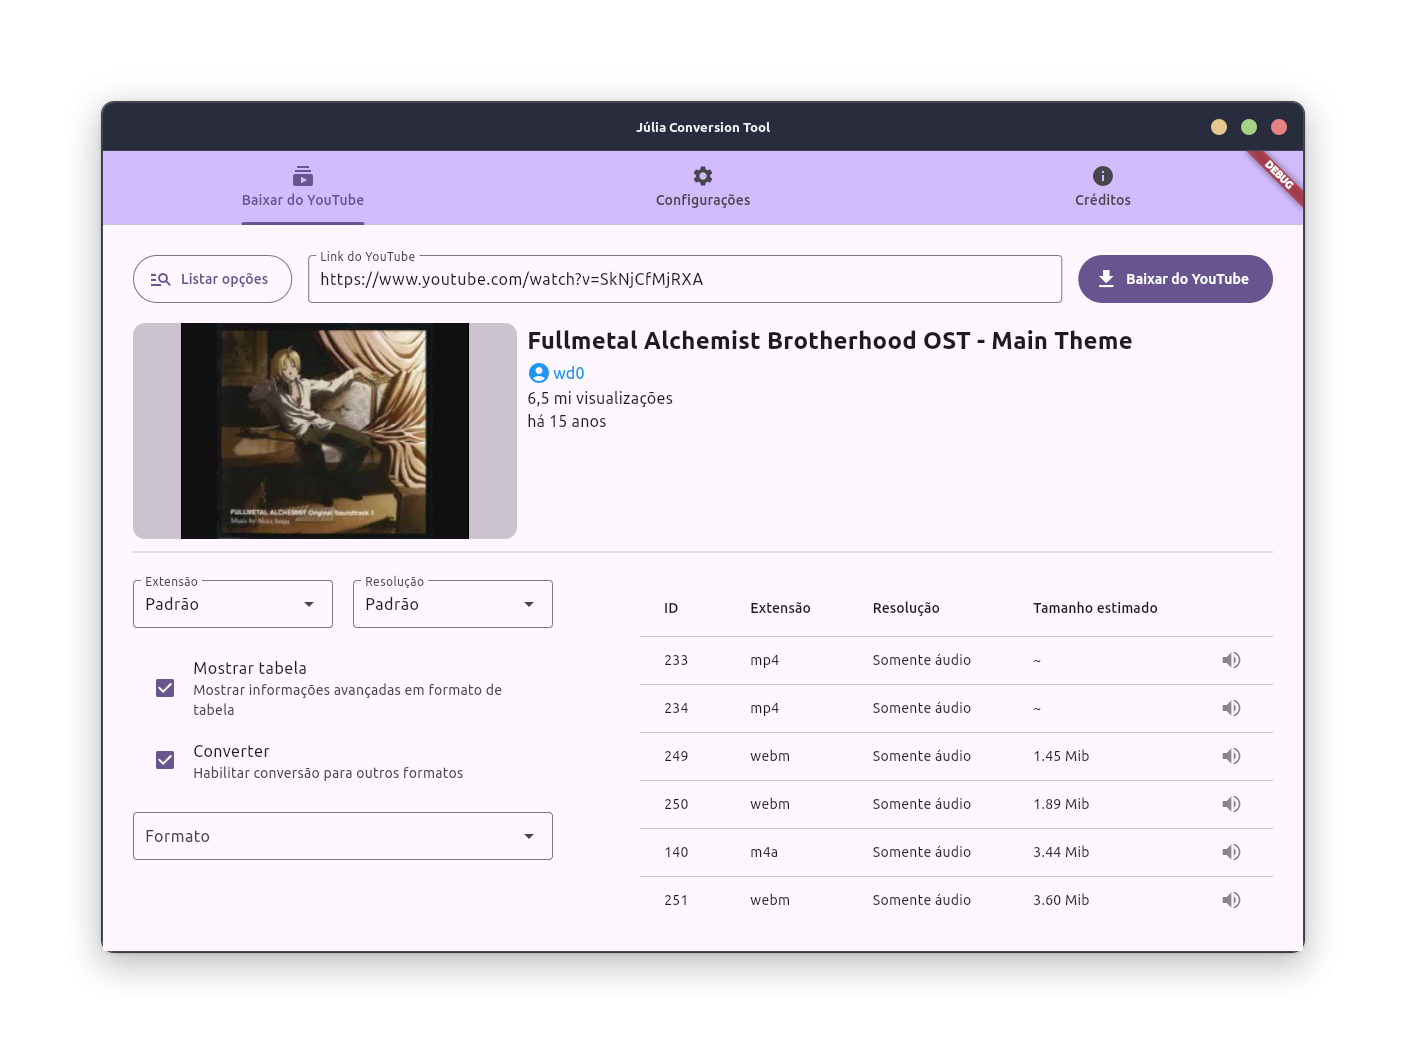 Júlia Conversion Tool
Baixar do YouTube
Configurações
Créditos
DEBUG
Listar opções
Link do YouTube
https://www.youtube.com/watch?v=SkNjCfMjRXA
Baixar do YouTube
FULLMETAL ALCHEMIST Original Soundtrack 1
Music by Akira Senju
Fullmetal Alchemist Brotherhood OST - Main Theme
wd0
6,5 mi visualizações
há 15 anos
Extensão
Padrão
Resolução
Padrão
Mostrar tabela
Mostrar informações avançadas em formato de
tabela
Converter
Habilitar conversão para outros formatos
Formato
ID Extensão Resolução Tamanho estimado
233 mp4 Somente áudio ~
234 mp4 Somente áudio ~
249 webm Somente áudio 1.45 Mib
250 webm Somente áudio 1.89 Mib
140 m4a Somente áudio 3.44 Mib
251 webm Somente áudio 3.60 Mib